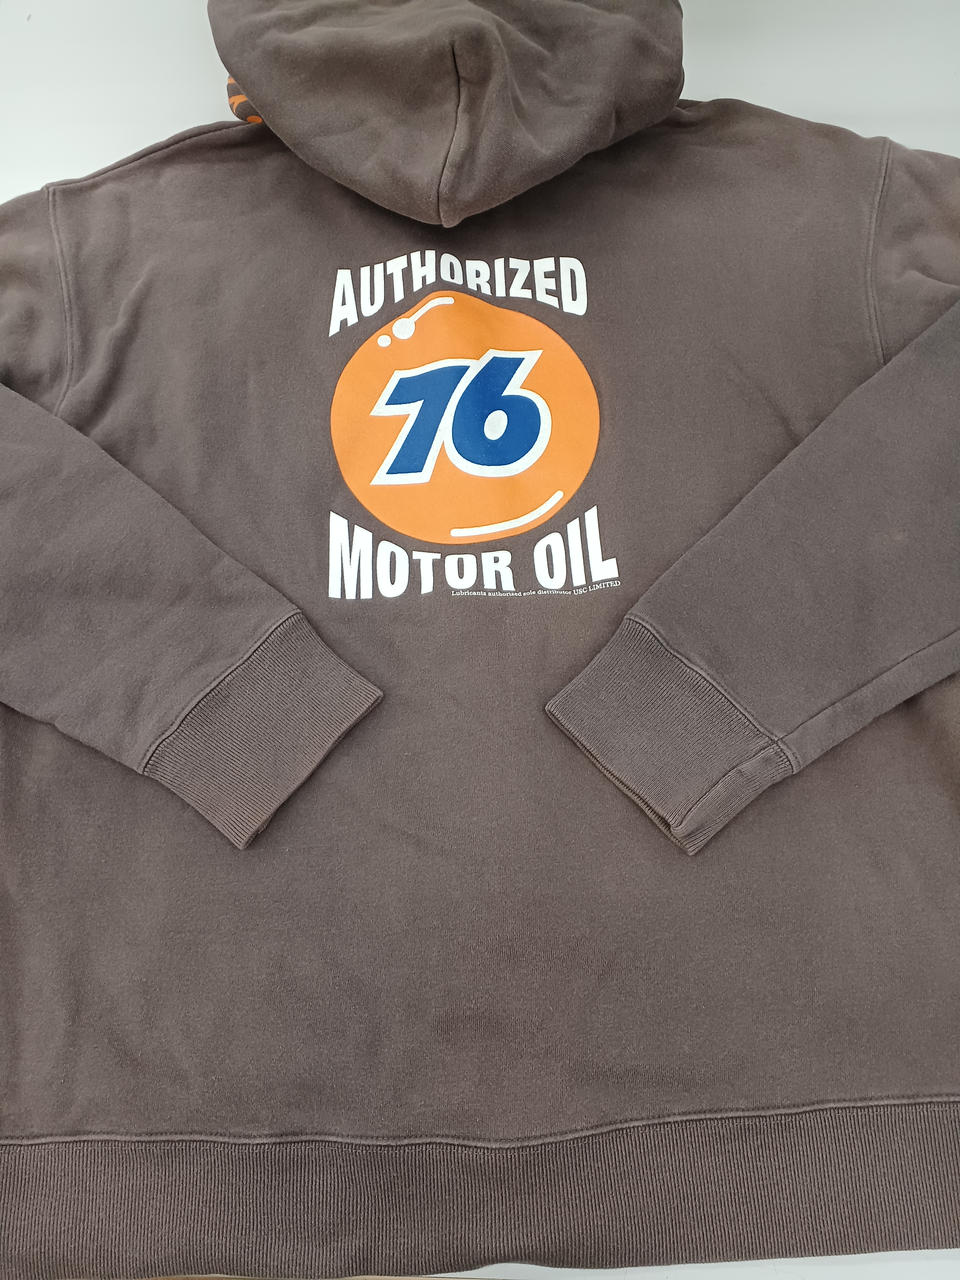 AUTHORIZED
76
MOTOR OIL
Lubricants authorised sole distributor USC LIMITED